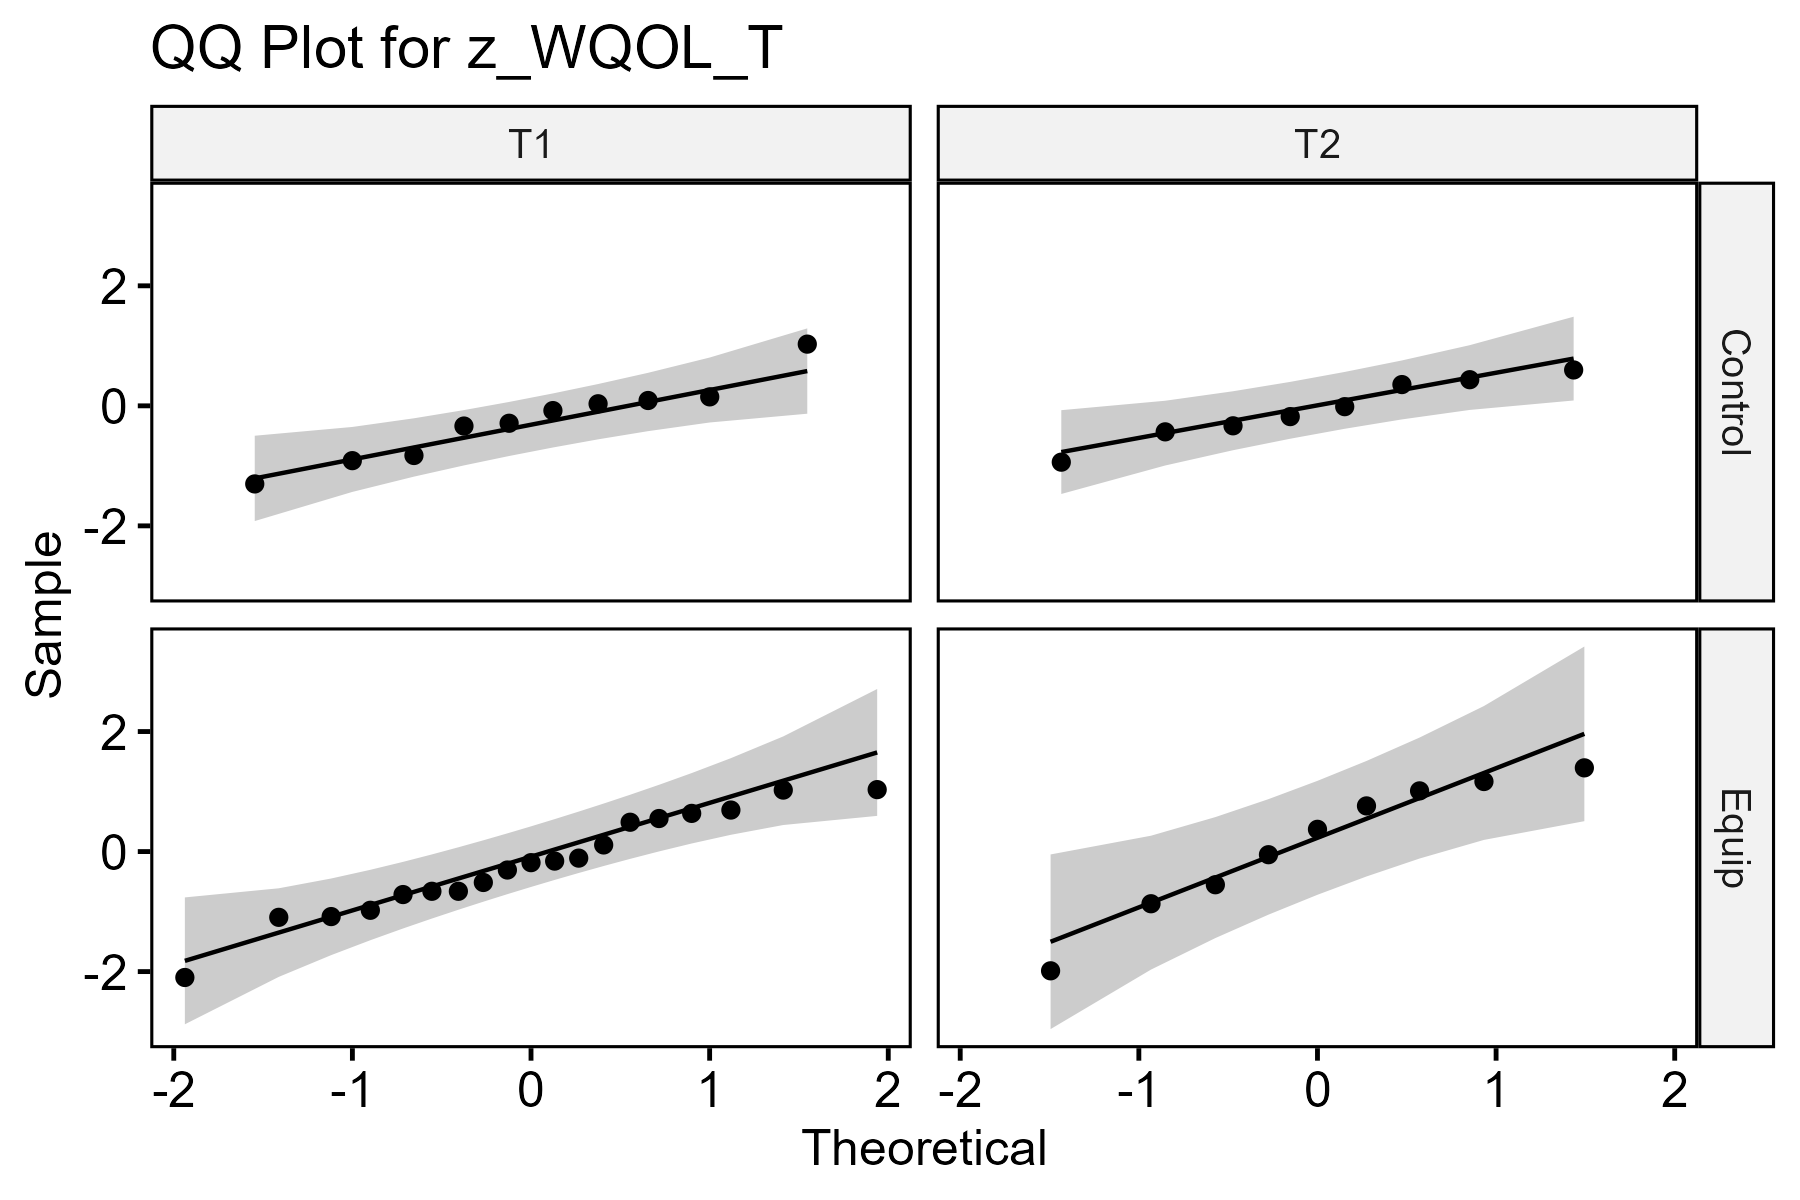 QQ Plot for z_WQOL_T
T1
T2
2
0
-2
Control
Sample
2
0
-2
Equip
-2 -1 0 1 2
-2 -1 0 1 2
Theoretical